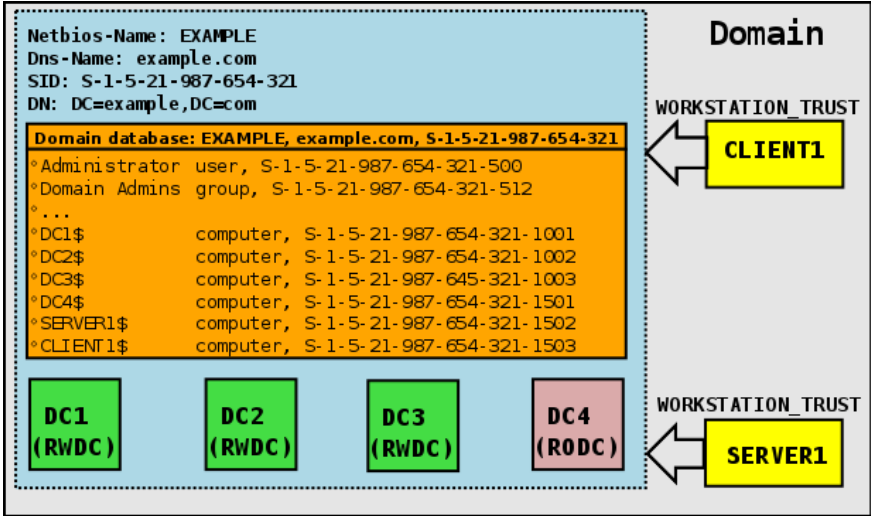 Domain
Netbios-Name: EXAMPLE
Dns-Name: example.com
SID: S-1-5-21-987-654-321
DN: DC=example,DC=com
Domain database: EXAMPLE, example.com, S-1-5-21-987-654-321
°Administrator user, S-1-5-21-987-654-321-500
°Domain Admins group, S-1-5-21-987-654-321-512
°...
°DC1$ computer, S-1-5-21-987-654-321-1001
°DC2$ computer, S-1-5-21-987-654-321-1002
°DC3$ computer, S-1-5-21-987-645-321-1003
°DC4$ computer, S-1-5-21-987-654-321-1501
°SERVER1$ computer, S-1-5-21-987-654-321-1502
°CLIENT1$ computer, S-1-5-21-987-654-321-1503
WORKSTATION_TRUST
CLIENT1
DC1
(RWDC)
DC2
(RWDC)
DC3
(RWDC)
DC4
(RODC)
WORKSTATION_TRUST
SERVER1